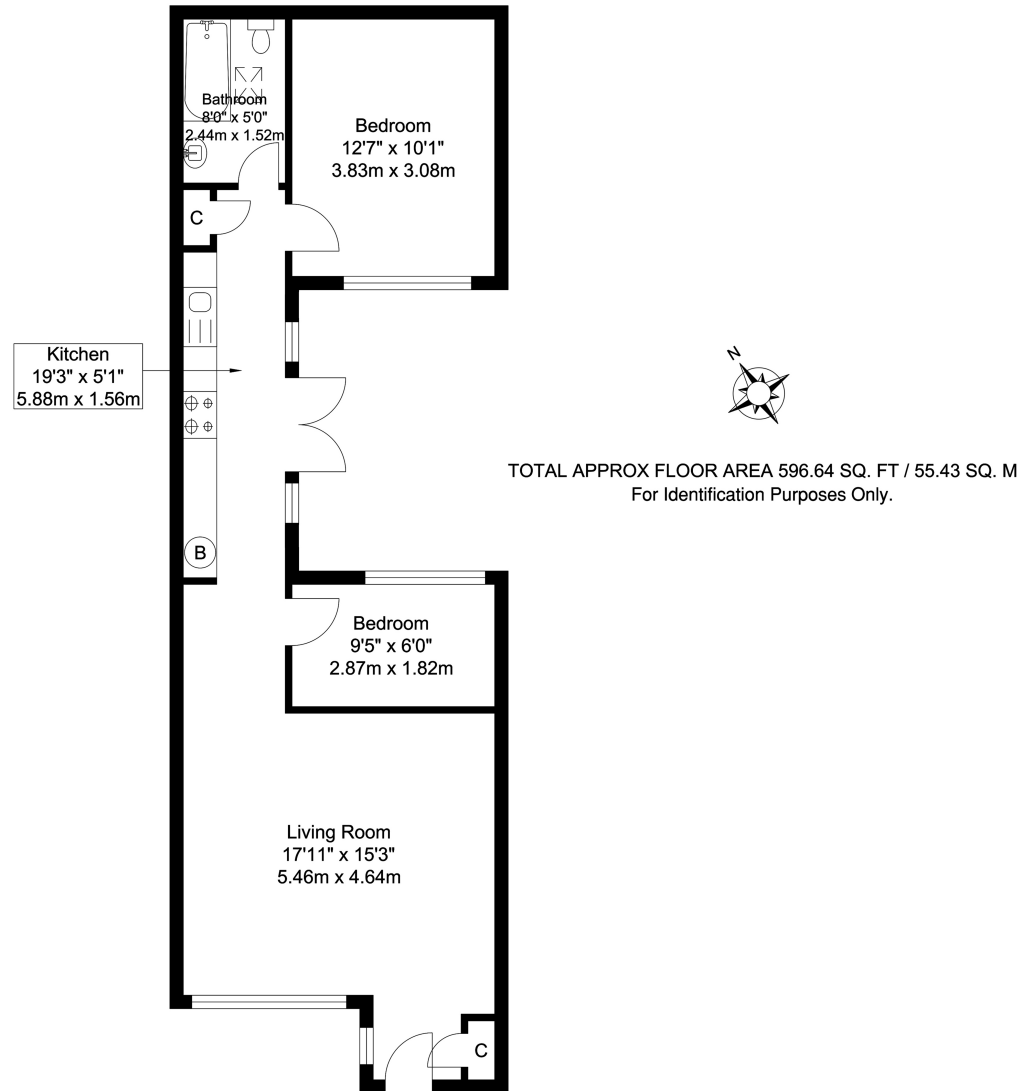 Bathroom
8'0" x 5'0"
2.44m x 1.52m
Bedroom
12'7" x 10'1"
3.83m x 3.08m
C
Kitchen
19'3" x 5'1"
5.88m x 1.56m
N
TOTAL APPROX FLOOR AREA 596.64 SQ. FT / 55.43 SQ. M
For Identification Purposes Only.
B
Bedroom
9'5" x 6'0"
2.87m x 1.82m
Living Room
17'11" x 15'3"
5.46m x 4.64m
C